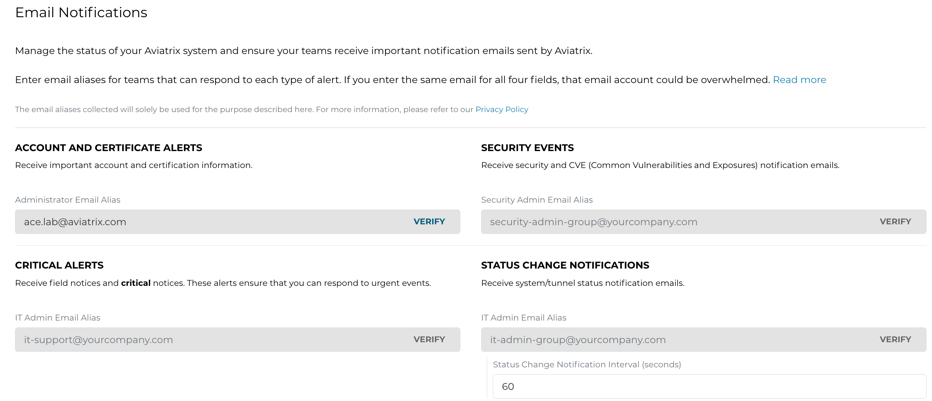 Email Notifications
Manage the status of your Aviatrix system and ensure your teams receive important notification emails sent by Aviatrix.
Enter email aliases for teams that can respond to each type of alert. If you enter the same email for all four fields, that email account could be overwhelmed. Read more
The email aliases collected will solely be used for the purpose described here. For more information, please refer to our Privacy Policy
ACCOUNT AND CERTIFICATE ALERTS
Receive important account and certification information.
Administrator Email Alias
ace.lab@aviatrix.com VERIFY
SECURITY EVENTS
Receive security and CVE (Common Vulnerabilities and Exposures) notification emails.
Security Admin Email Alias
security-admin-group@yourcompany.com VERIFY
CRITICAL ALERTS
Receive field notices and critical notices. These alerts ensure that you can respond to urgent events.
IT Admin Email Alias
it-support@yourcompany.com VERIFY
STATUS CHANGE NOTIFICATIONS
Receive system/tunnel status notification emails.
IT Admin Email Alias
it-admin-group@yourcompany.com VERIFY
Status Change Notification Interval (seconds)
60